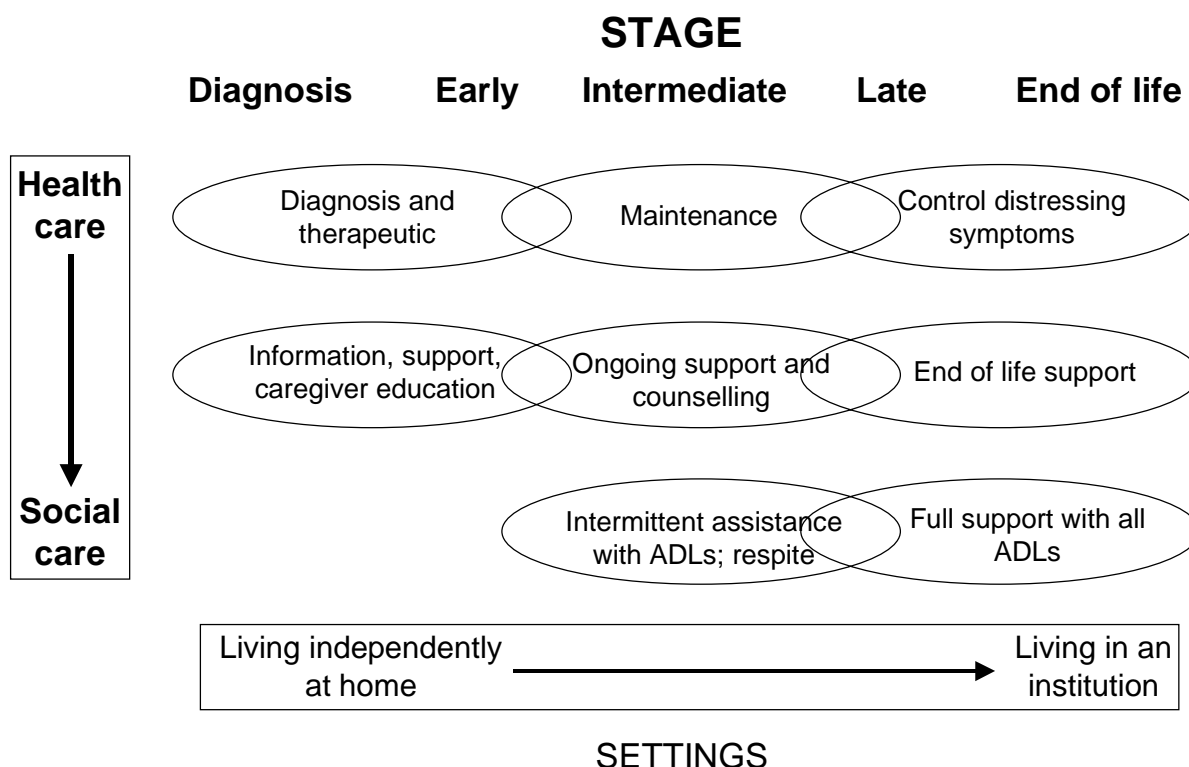 STAGE
Diagnosis Early Intermediate Late End of life
Health
care
Diagnosis and
therapeutic
Maintenance
Control distressing
symptoms
Information, support,
caregiver education
Ongoing support and
counselling
End of life support
Social
care
Intermittent assistance
with ADLs; respite
Full support with all
ADLs
Living independently
at home
Living in an
institution
SETTINGS